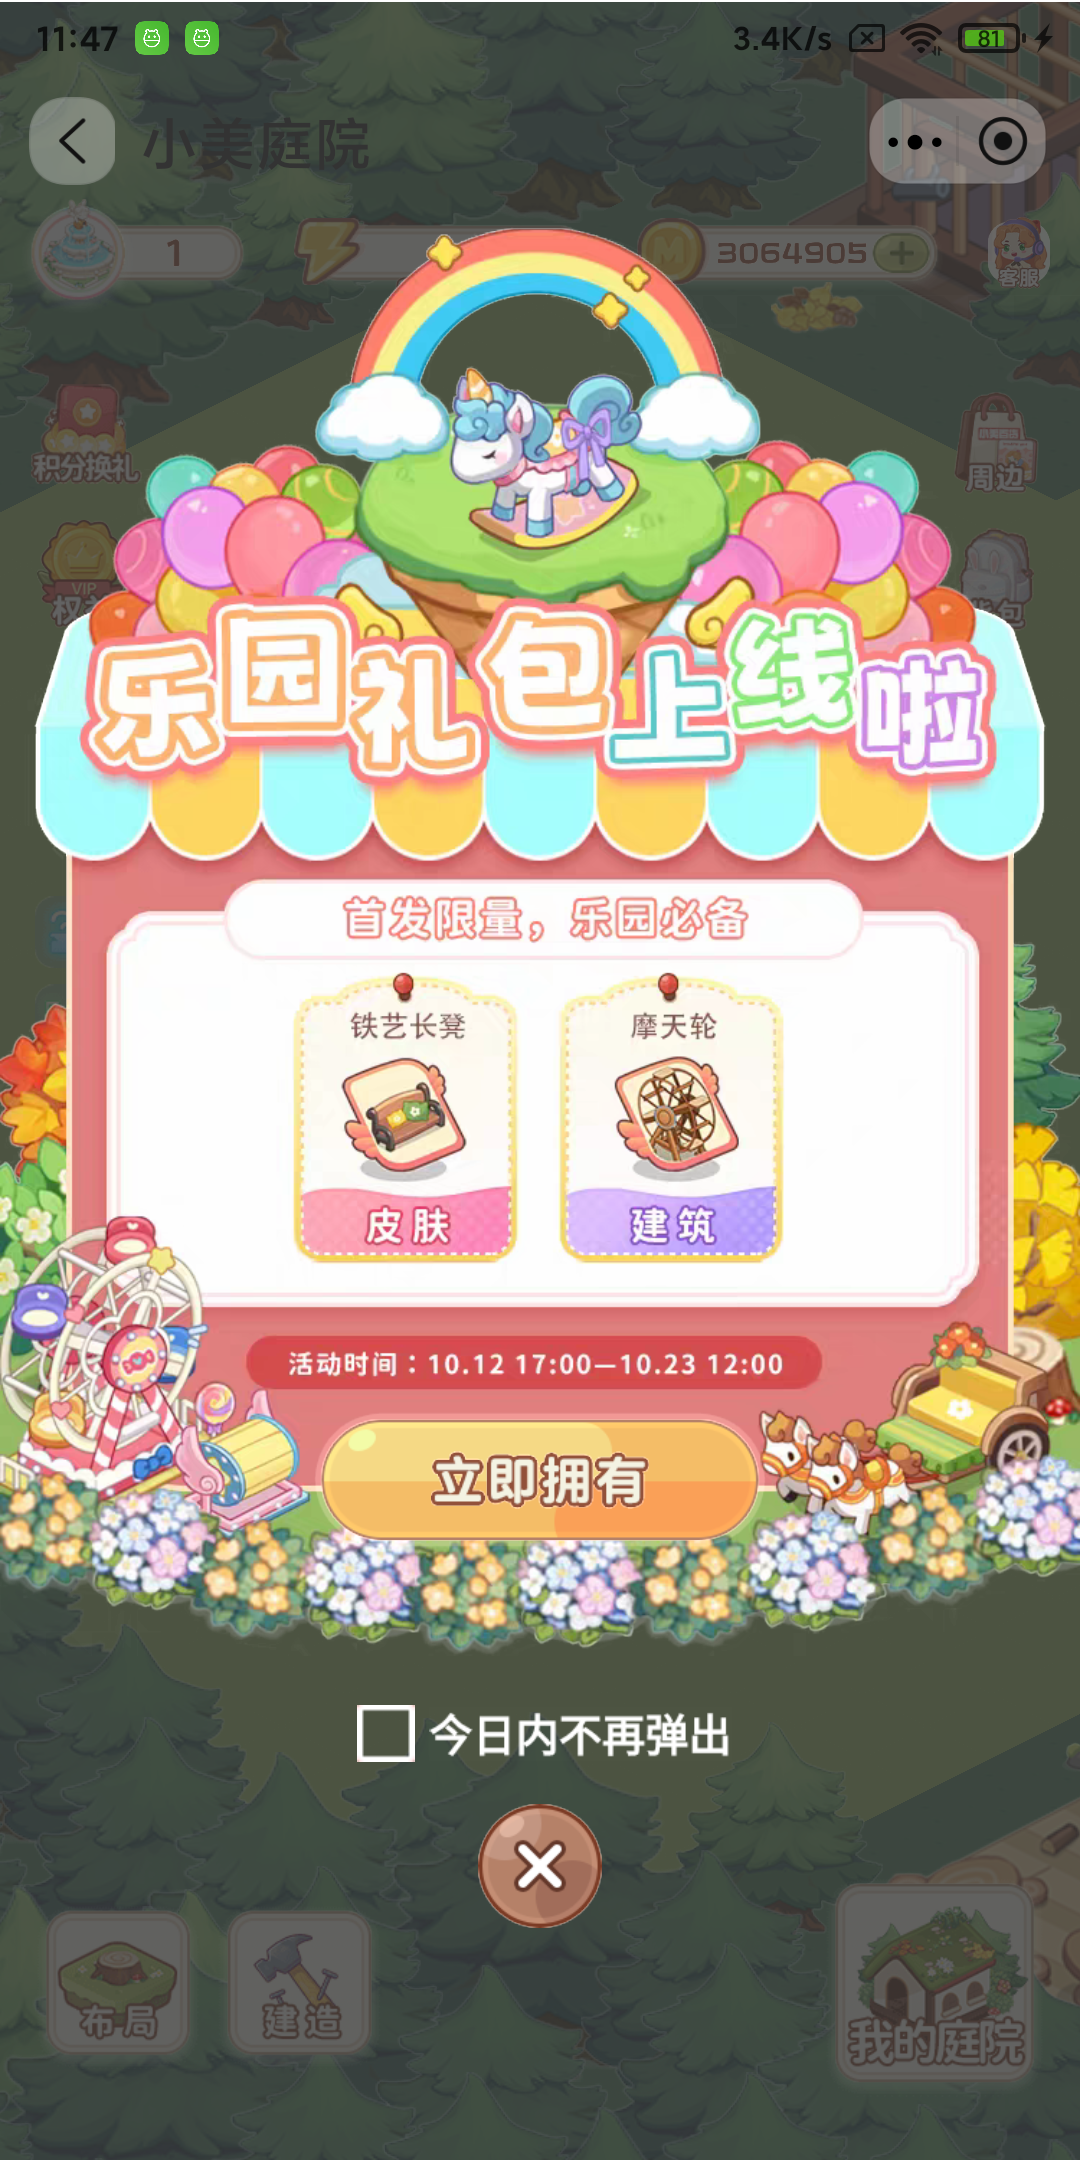 11:47
3.4K/s
81
小美庭院
1
3064905
客服
积分换礼
周边
VIP
乐园礼包上线啦
首发限量，乐园必备
铁艺长凳
摩天轮
皮肤
建筑
活动时间：10.12 17:00—10.23 12:00
立即拥有
今日内不再弹出
布局
建造
我的庭院